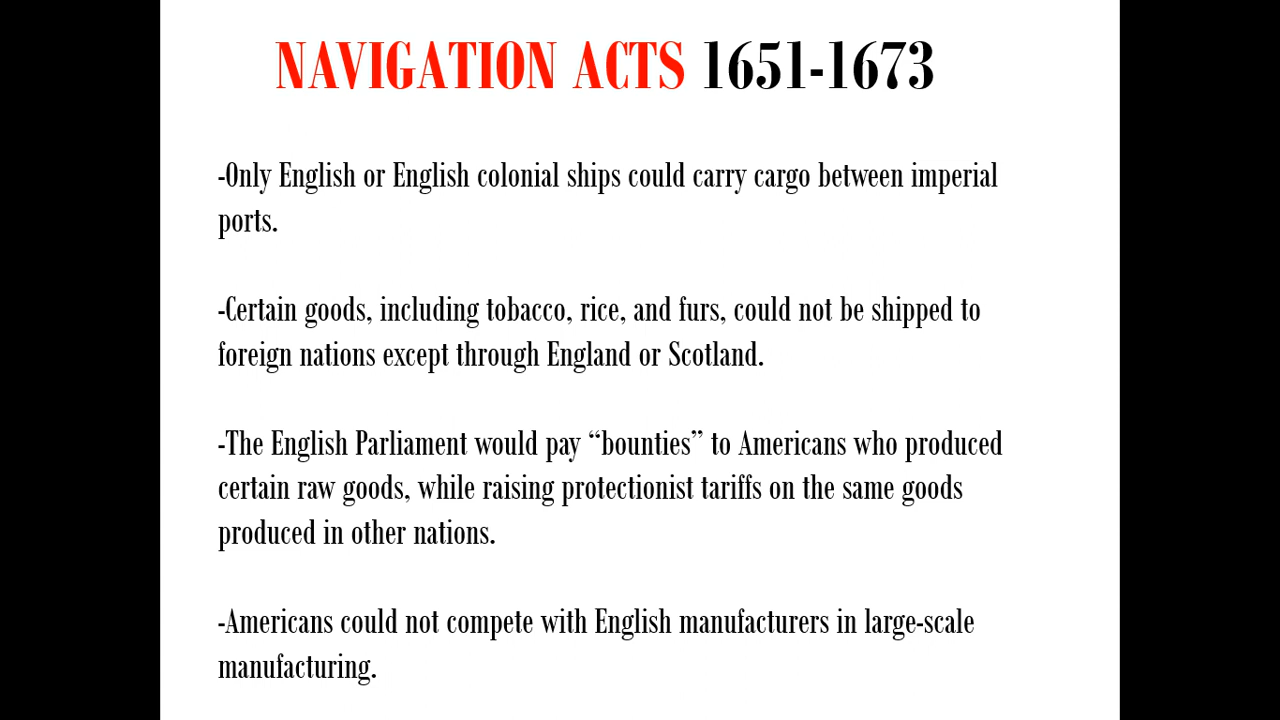 NAVIGATION ACTS 1651-1673
-Only English or English colonial ships could carry cargo between imperial
ports.
-Certain goods, including tobacco, rice, and furs, could not be shipped to
foreign nations except through England or Scotland.
-The English Parliament would pay “bounties” to Americans who produced
certain raw goods, while raising protectionist tariffs on the same goods
produced in other nations.
-Americans could not compete with English manufacturers in large-scale
manufacturing.